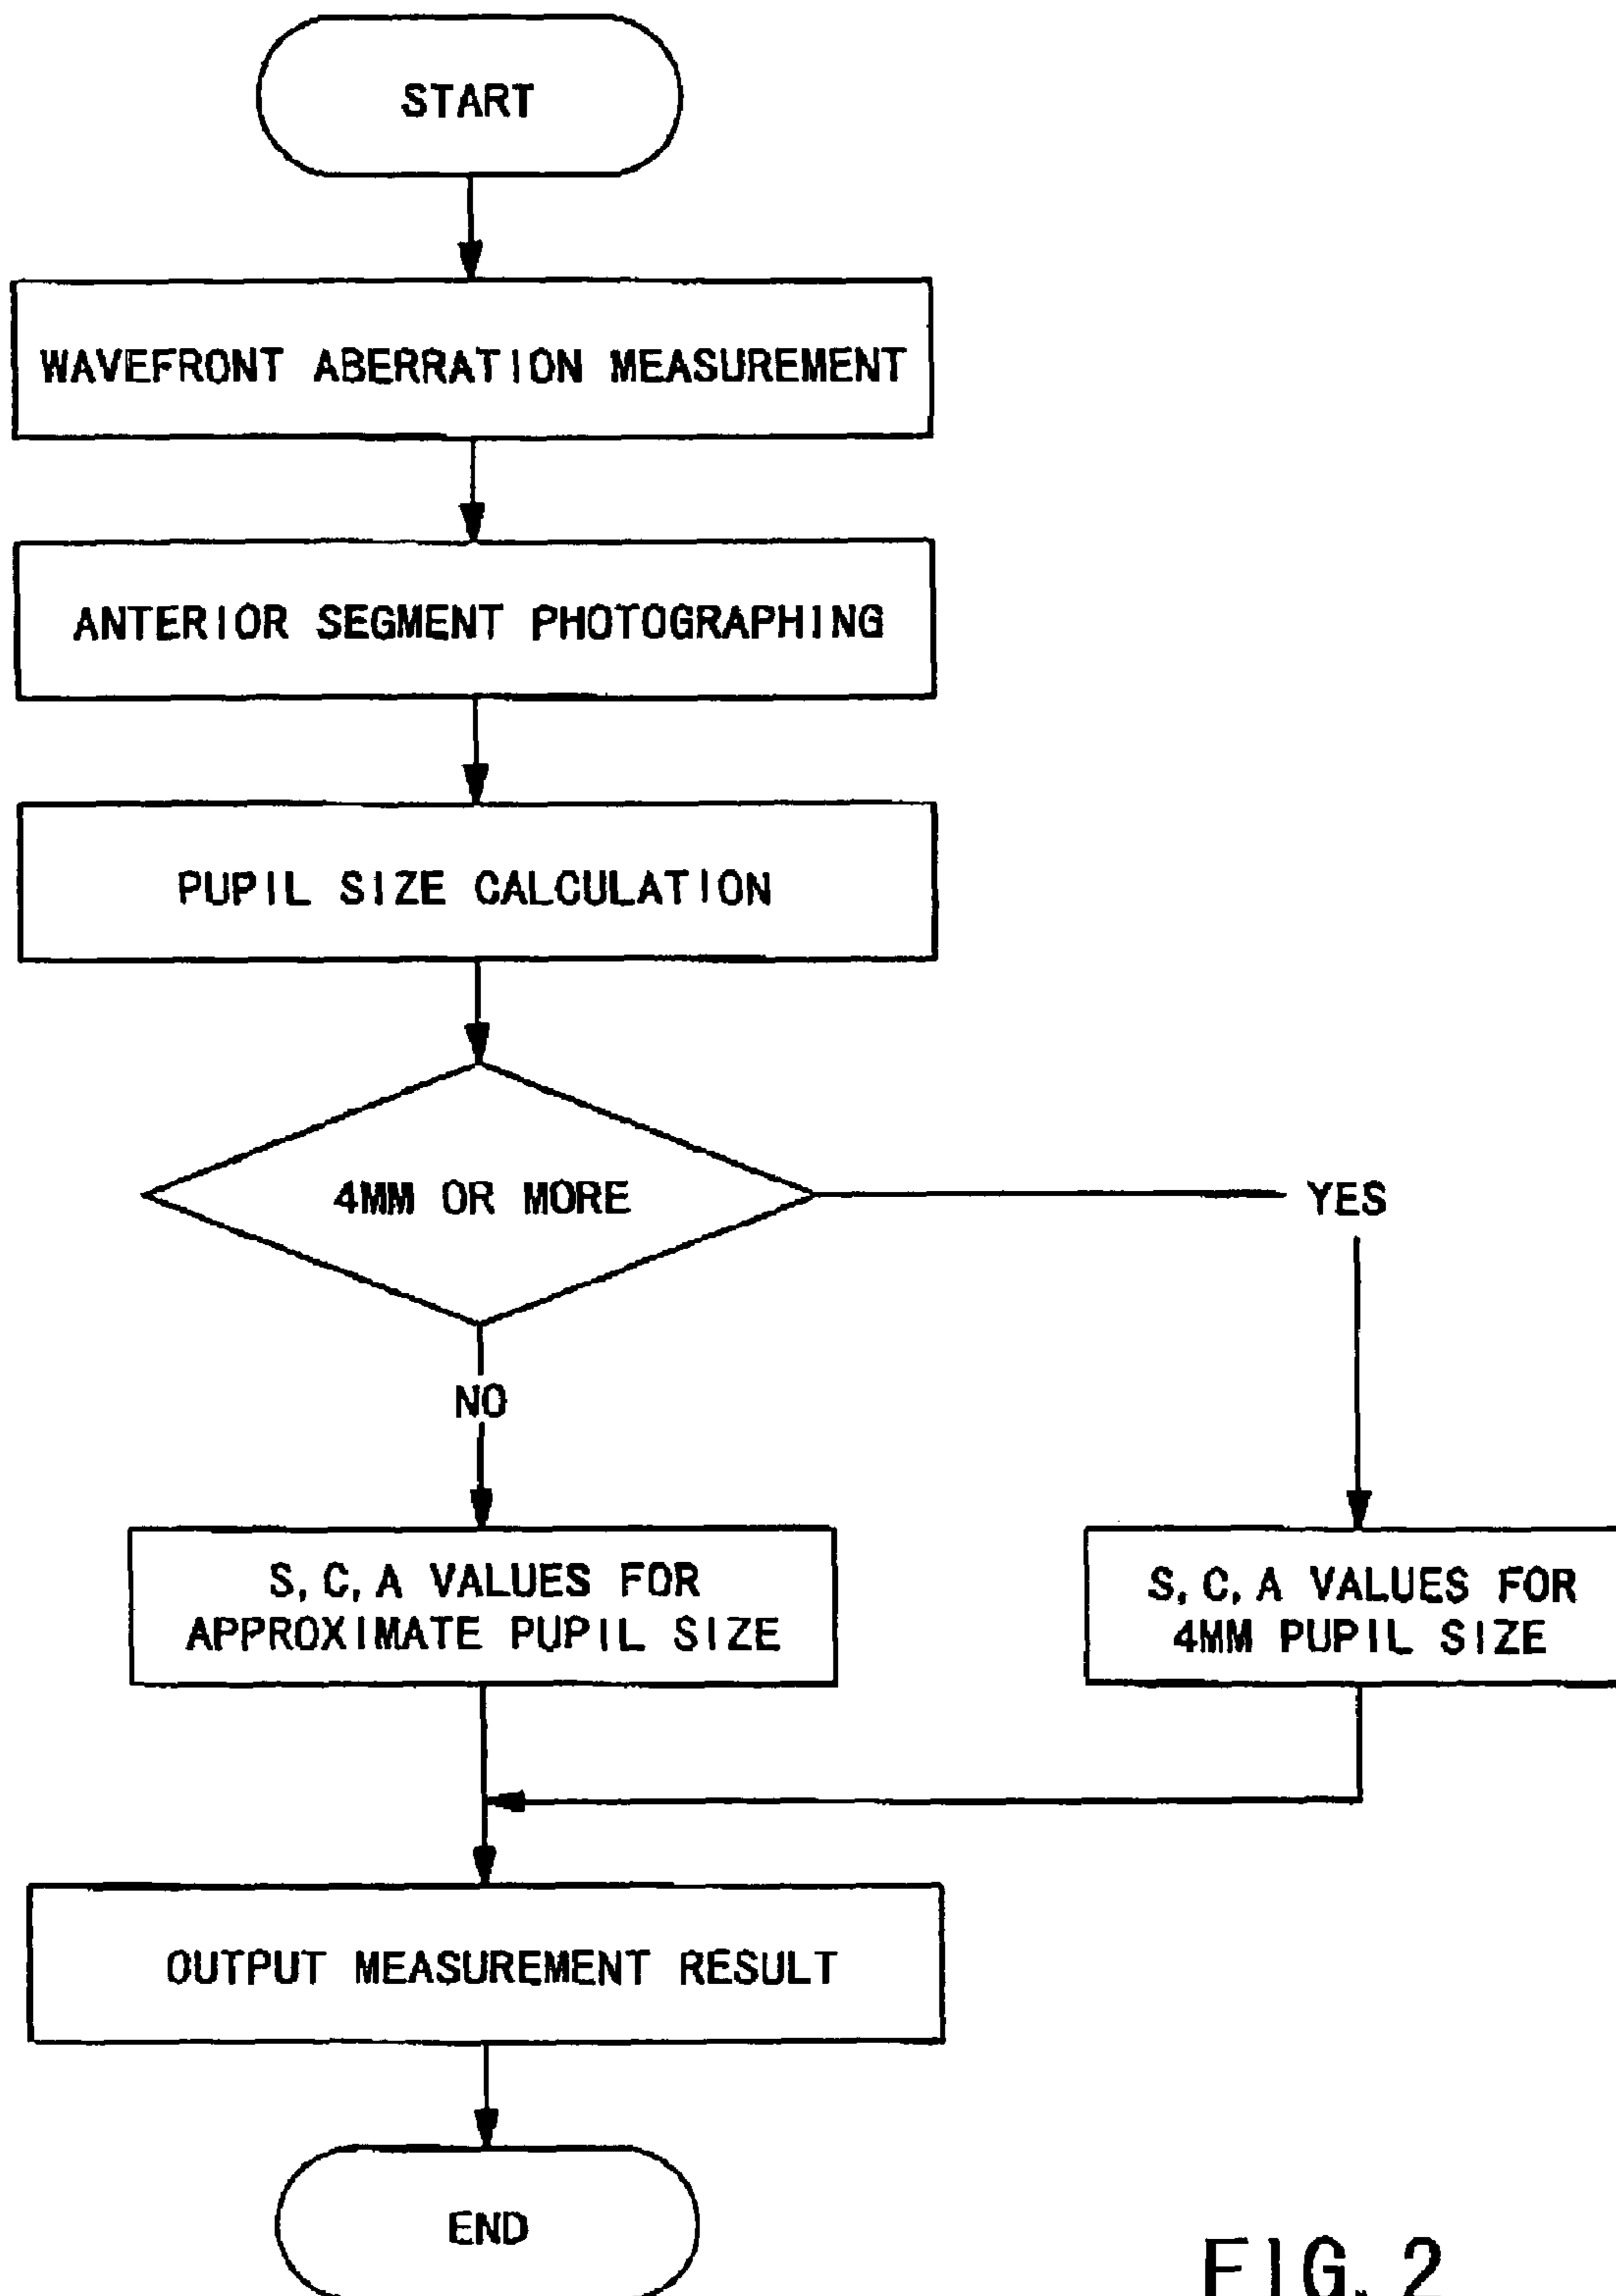 START
WAVEFRONT ABERRATION MEASUREMENT
ANTERIOR SEGMENT PHOTOGRAPHING
PUPIL SIZE CALCULATION
4MM OR MORE
YES
NO
S, C, A VALUES FOR
APPROXIMATE PUPIL SIZE
S, C, A VALUES FOR
4MM PUPIL SIZE
OUTPUT MEASUREMENT RESULT
END
FIG. 2